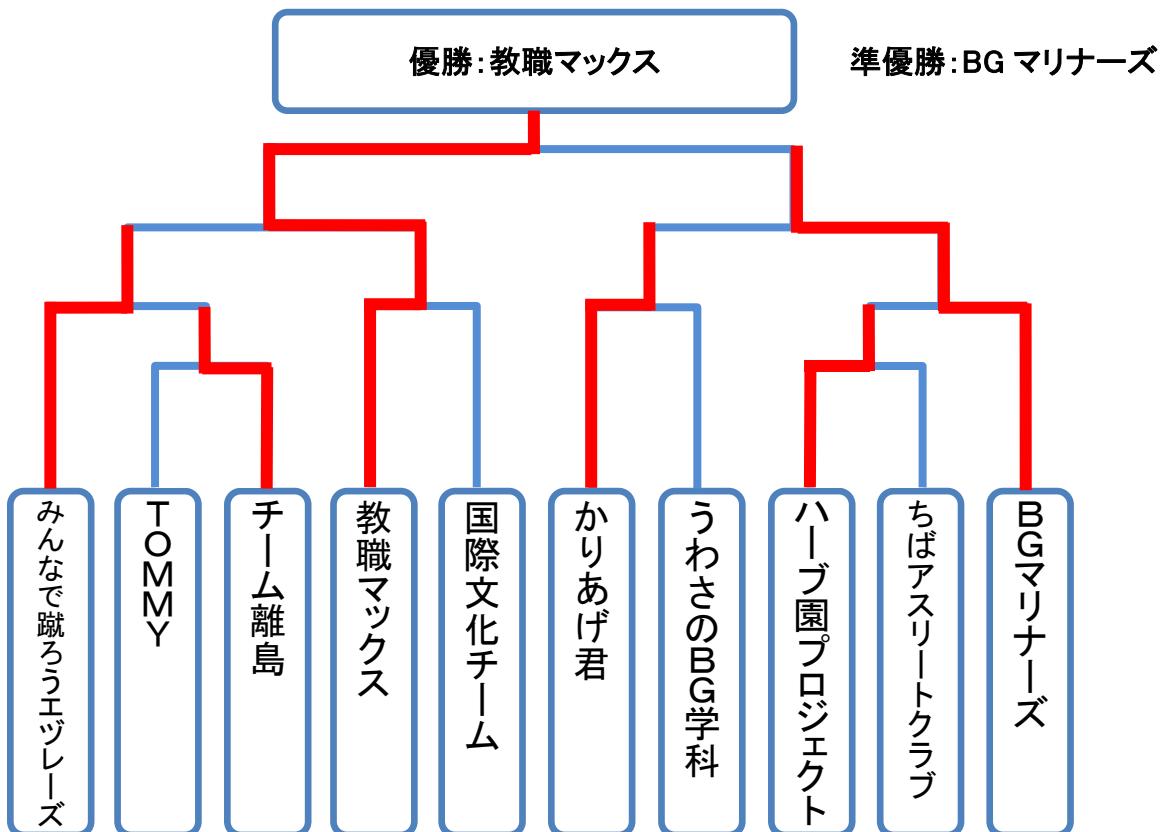 優勝：教職マックス
準優勝：BG マリナーズ
みんなで蹴ろうエヅレーズ
ＴＯＭＭＹ
チーム離島
教職マックス
国際文化チーム
かりあげ君
うわさのＢＧ学科
ハーブ園プロジェクト
ちばアスリートクラブ
ＢＧマリナーズ